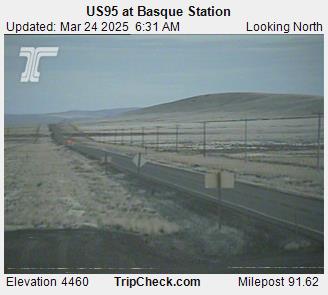 US95 at Basque Station
Updated: Mar 24 2025 6:31 AM Looking North
Elevation 4460 TripCheck.com Milepost 91.62